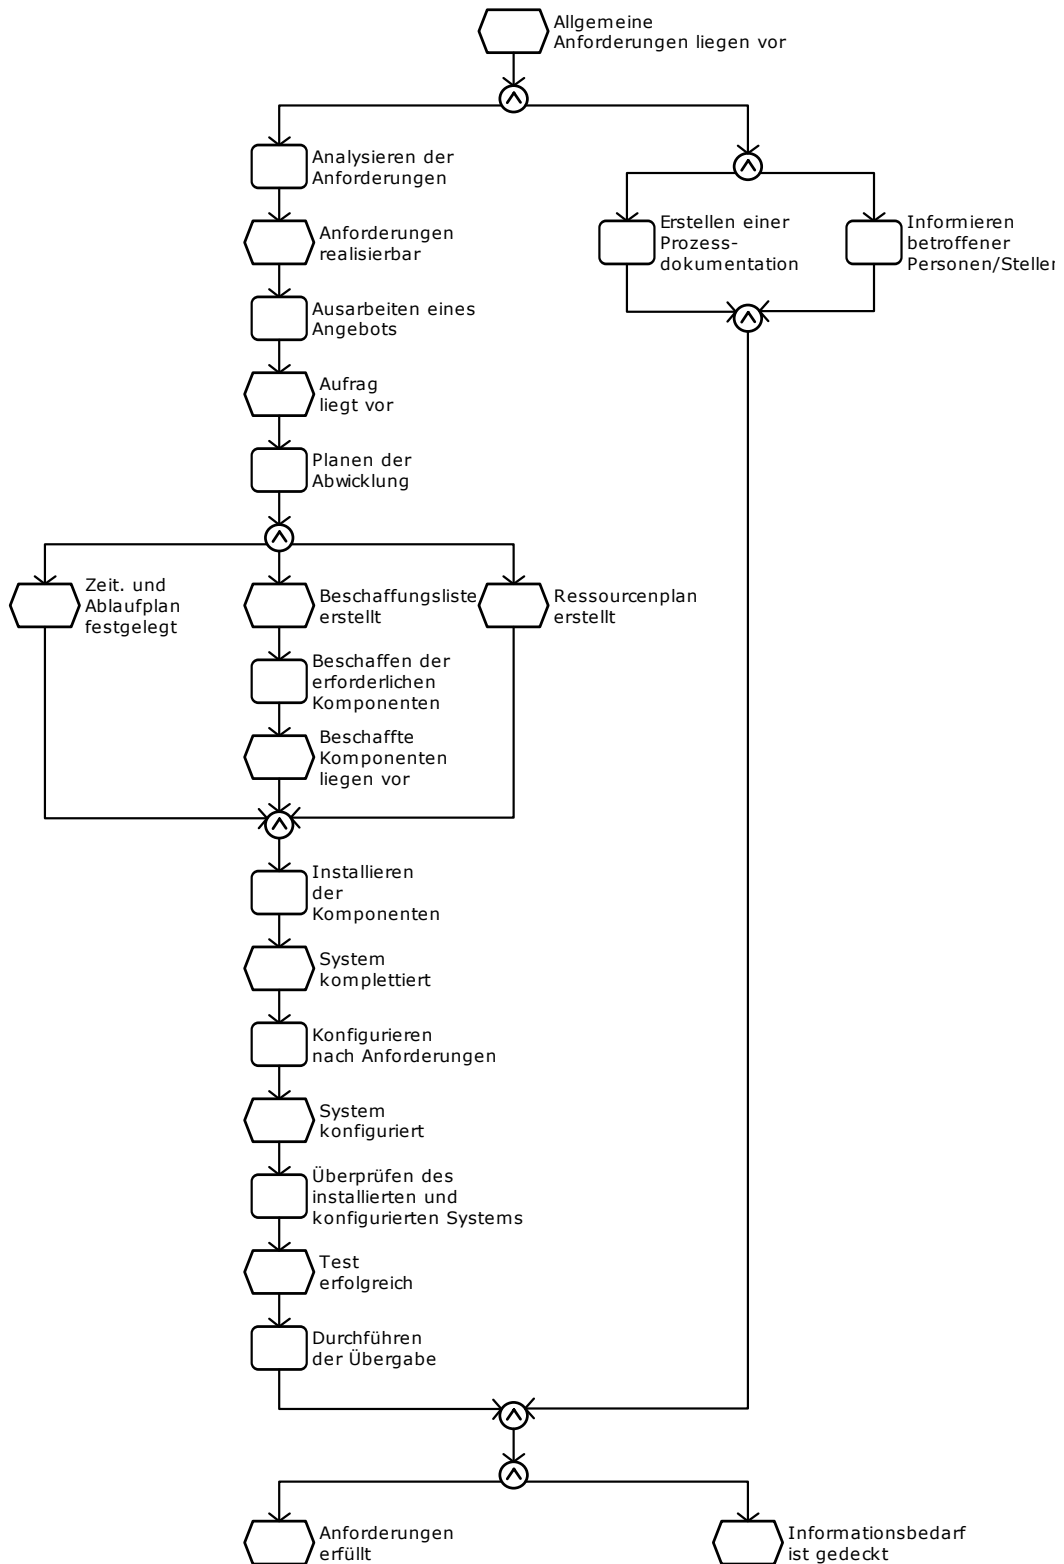 Allgemeine
Anforderungen liegen vor
Analysieren der
Anforderungen
Erstellen einer
Prozess-
dokumentation
Informieren
betroffener
Personen/Stellen
Anforderungen
realisierbar
Ausarbeiten eines
Angebots
Aufrag
liegt vor
Planen der
Abwicklung
Zeit. und
Ablaufplan
festgelegt
Beschaffungsliste
erstellt
Ressourcenplan
erstellt
Beschaffen der
erforderlichen
Komponenten
Beschaffte
Komponenten
liegen vor
Installieren
der
Komponenten
System
komplettiert
Konfigurieren
nach Anforderungen
System
konfiguriert
Überprüfen des
installierten und
konfigurierten Systems
Test
erfolgreich
Durchführen
der Übergabe
Anforderungen
erfüllt
Informationsbedarf
ist gedeckt